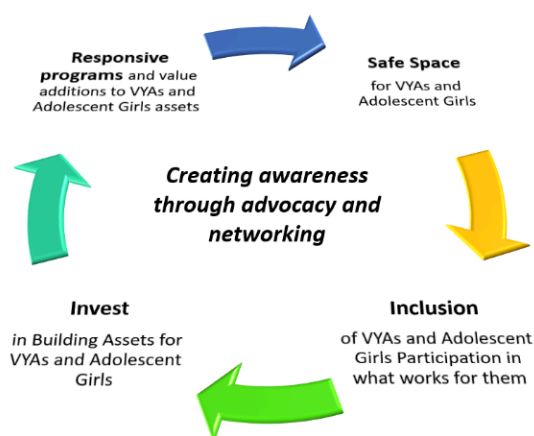 Responsive
programs and value
additions to VYAs and
Adolescent Girls assets
Safe Space
for VYAs and
Adolescent Girls
Creating awareness
through advocacy and
networking
Invest
in Building Assets for
VYAs and Adolescent
Girls
Inclusion
of VYAs and Adolescent
Girls Participation in
what works for them